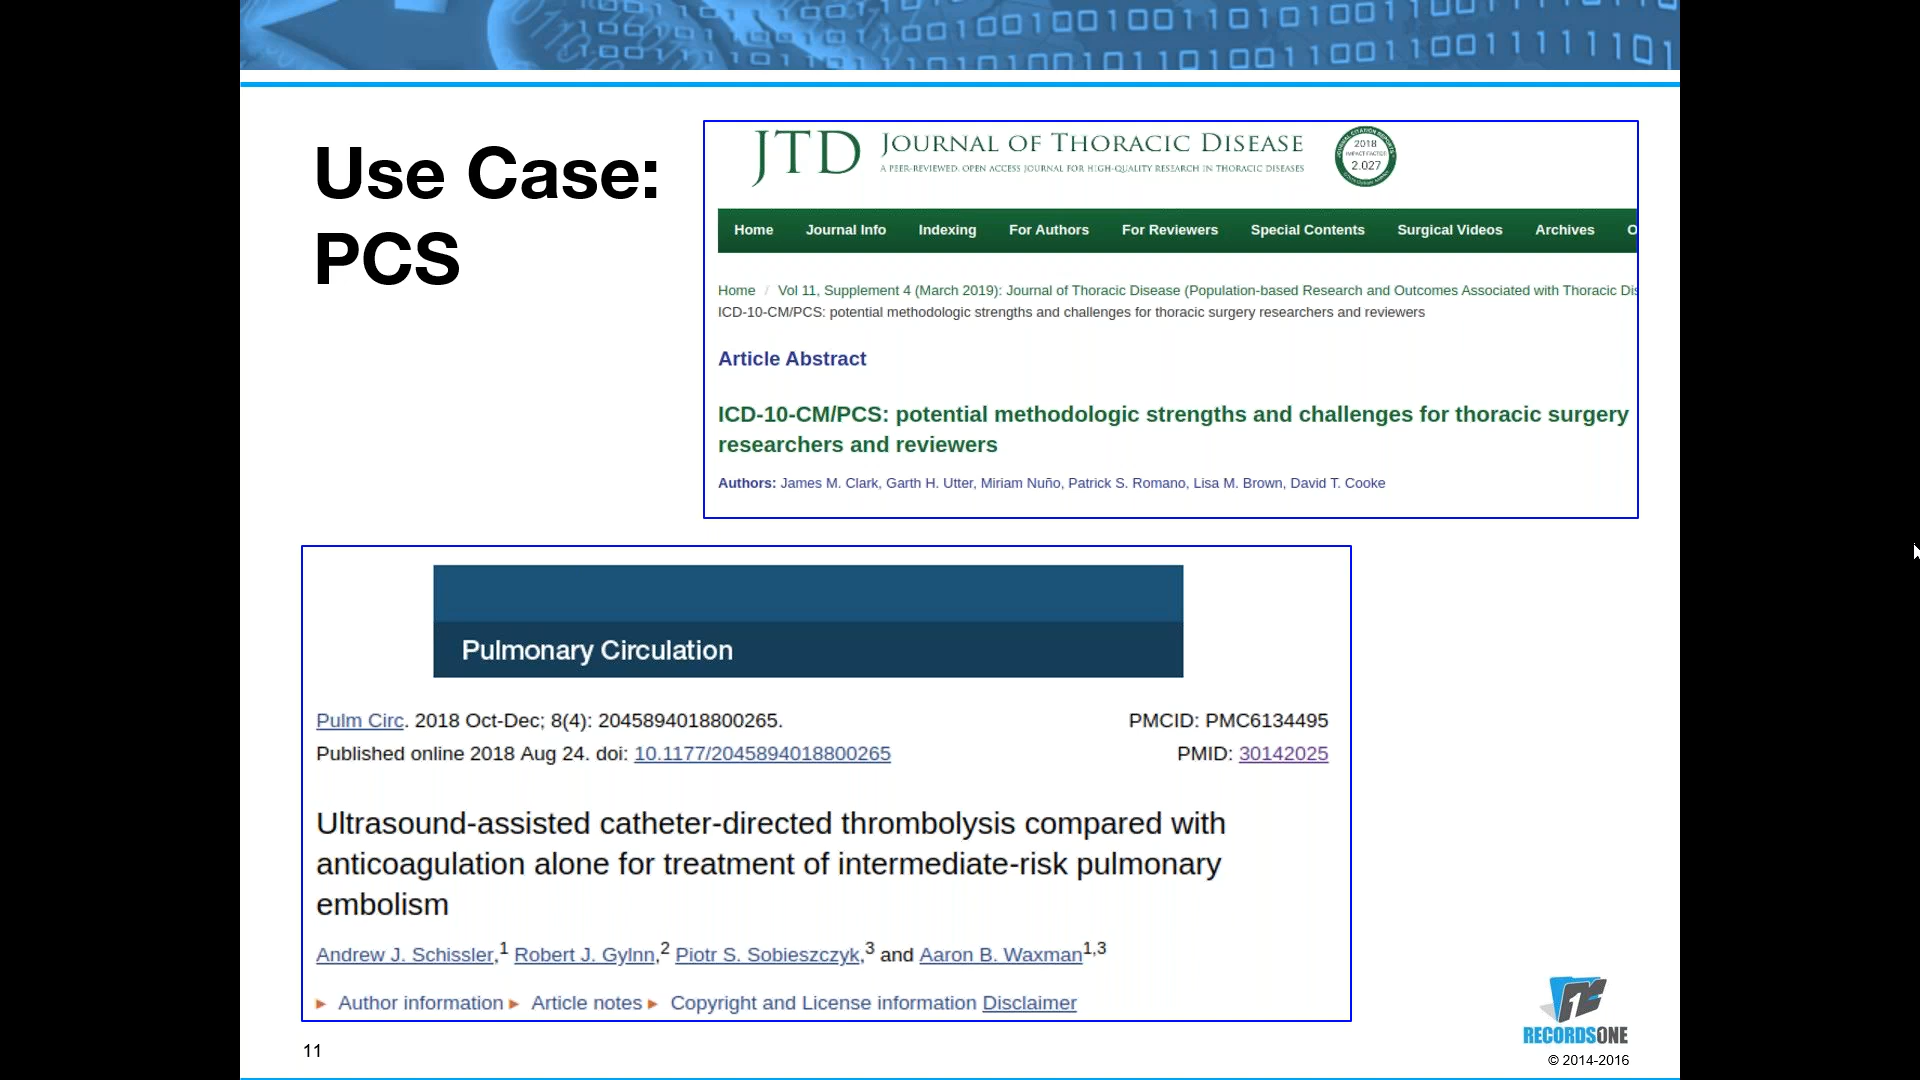 Use Case:
PCS
JTD JOURNAL OF THORACIC DISEASE
A PEER-REVIEWED, OPEN ACCESS JOURNAL FOR HIGH-QUALITY RESEARCH IN THORACIC DISEASES
2018
IMPACT FACTOR
2.027
Home Journal Info Indexing For Authors For Reviewers Special Contents Surgical Videos Archives O
Home / Vol 11, Supplement 4 (March 2019): Journal of Thoracic Disease (Population-based Research and Outcomes Associated with Thoracic Dis
ICD-10-CM/PCS: potential methodologic strengths and challenges for thoracic surgery researchers and reviewers
Article Abstract
ICD-10-CM/PCS: potential methodologic strengths and challenges for thoracic surgery
researchers and reviewers
Authors: James M. Clark, Garth H. Utter, Miriam Nuño, Patrick S. Romano, Lisa M. Brown, David T. Cooke
Pulmonary Circulation
Pulm Circ. 2018 Oct-Dec; 8(4): 2045894018800265. PMCID: PMC6134495
Published online 2018 Aug 24. doi: 10.1177/2045894018800265 PMID: 30142025
Ultrasound-assisted catheter-directed thrombolysis compared with
anticoagulation alone for treatment of intermediate-risk pulmonary
embolism
Andrew J. Schissler,1 Robert J. Gylnn,2 Piotr S. Sobieszczyk,3 and Aaron B. Waxman1,3
► Author information ► Article notes ► Copyright and License information Disclaimer
RECORDSONE
11
© 2014-2016